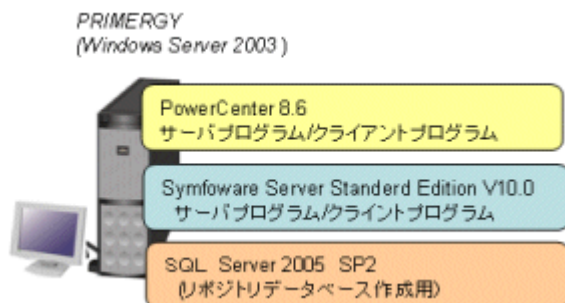 PRIMERGY
(Windows Server 2003 )
PowerCenter 8.6
サーバプログラム/クライアントプログラム
Symfoware Server Standerd Edition V10.0
サーバプログラム/クライントプログラム
SQL Server 2005 SP2
(リポジトリデータベース作成用)